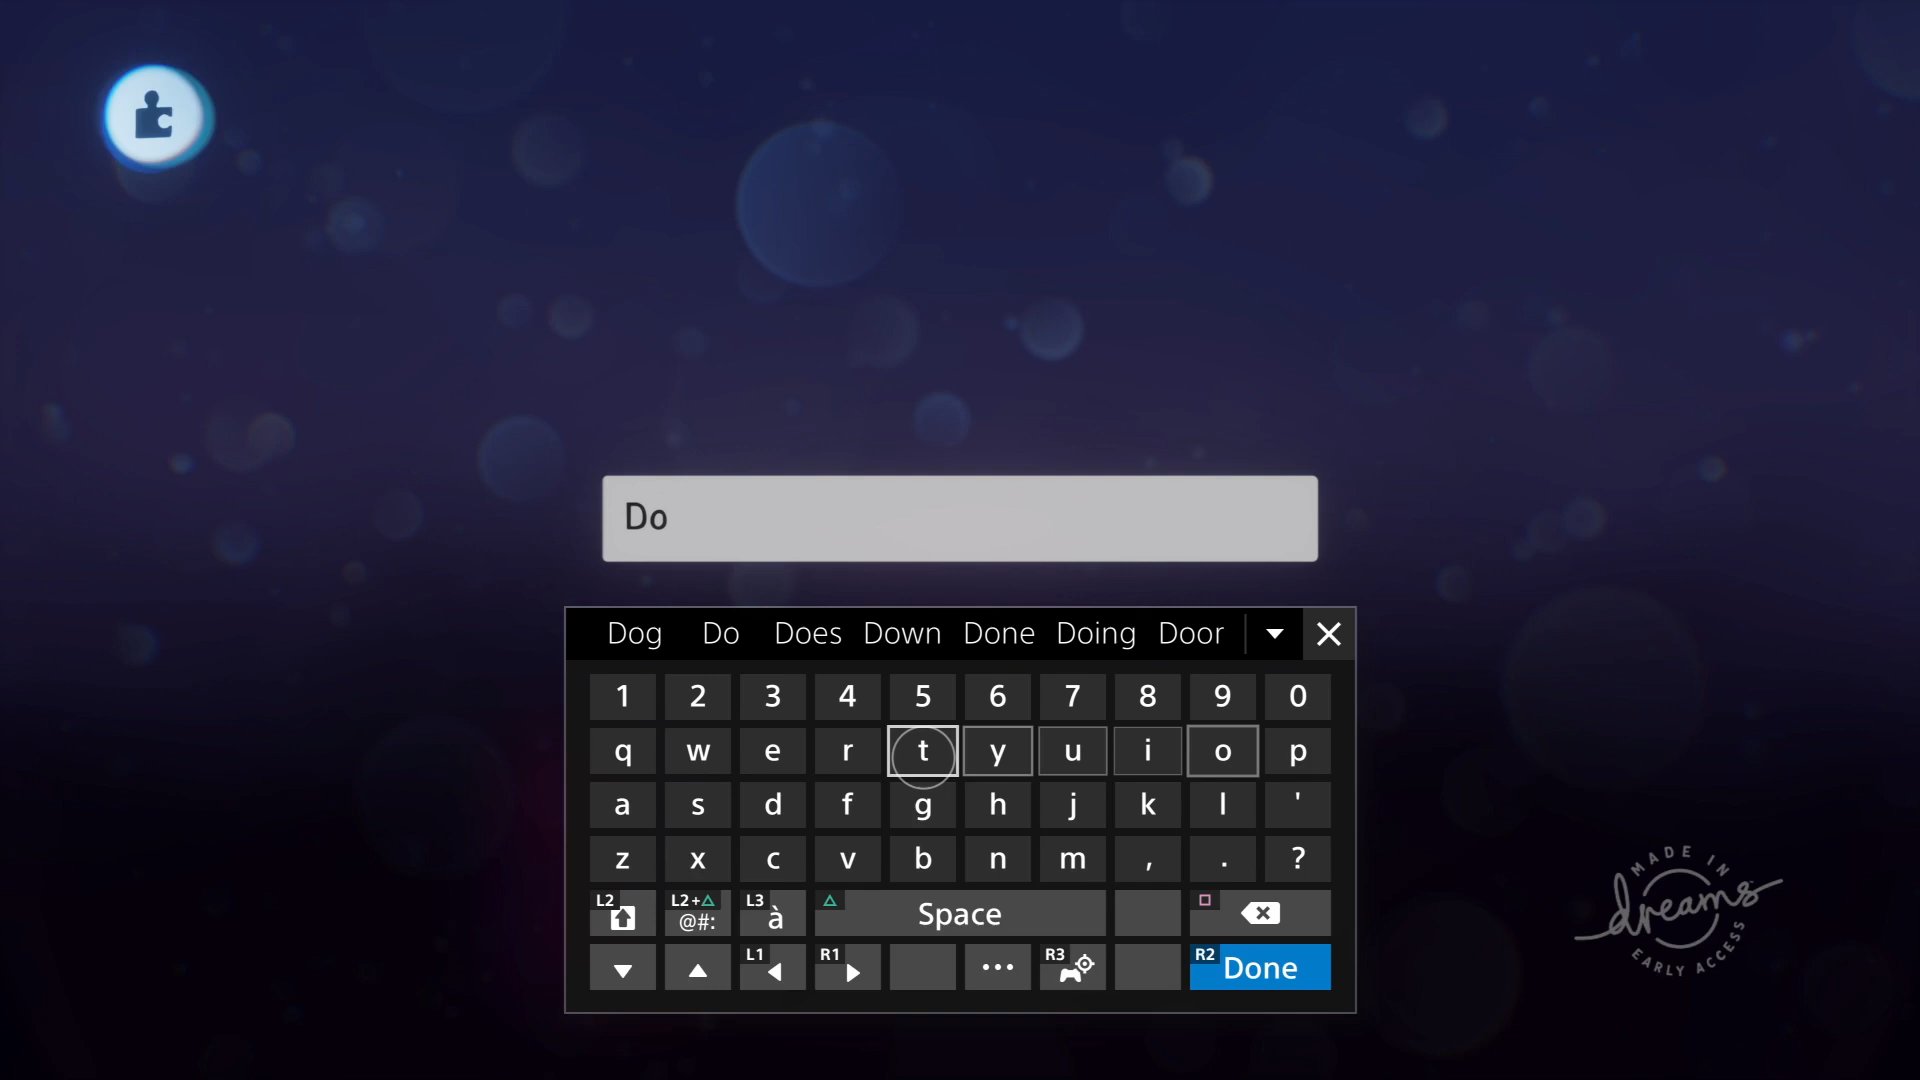 Do
Dog Do Does Down Done Doing Door
1 2 3 4 5 6 7 8 9 0
q w e r t y u i o p
a s d f g h j k l '
z x c v b n m , . ?
L2 L2+△ @#: L3 à △ Space □
L1 R1 ... R3 R2 Done
MADE IN
dreams
EARLY ACCESS